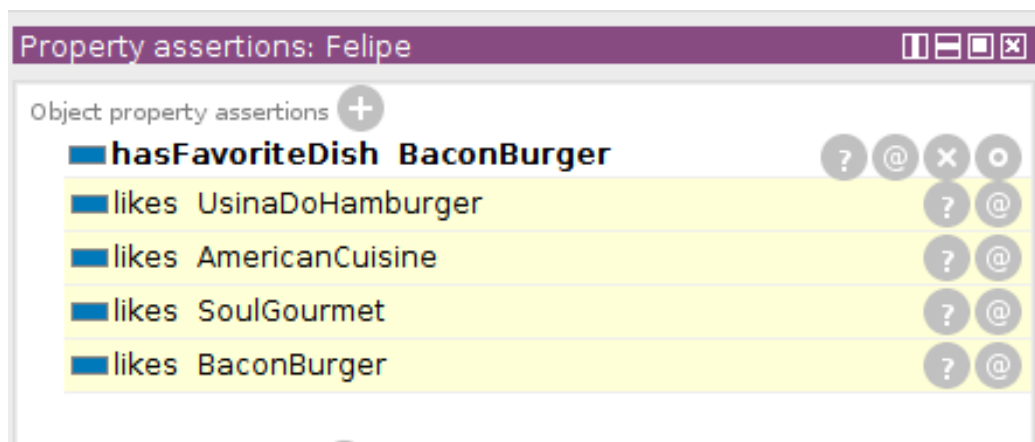 Property assertions: Felipe
Object property assertions
hasFavoriteDish BaconBurger ? @
likes UsinaDoHamburger ? @
likes AmericanCuisine ? @
likes SoulGourmet ? @
likes BaconBurger ? @